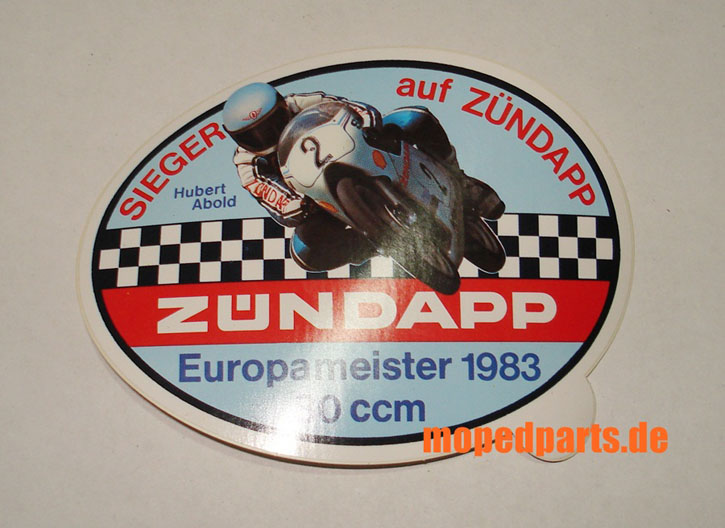 SIEGER auf ZÜNDAPP
2
Hubert
Abold
ZÜNDAPP
Europameister 1983
ccm
mopedparts.de